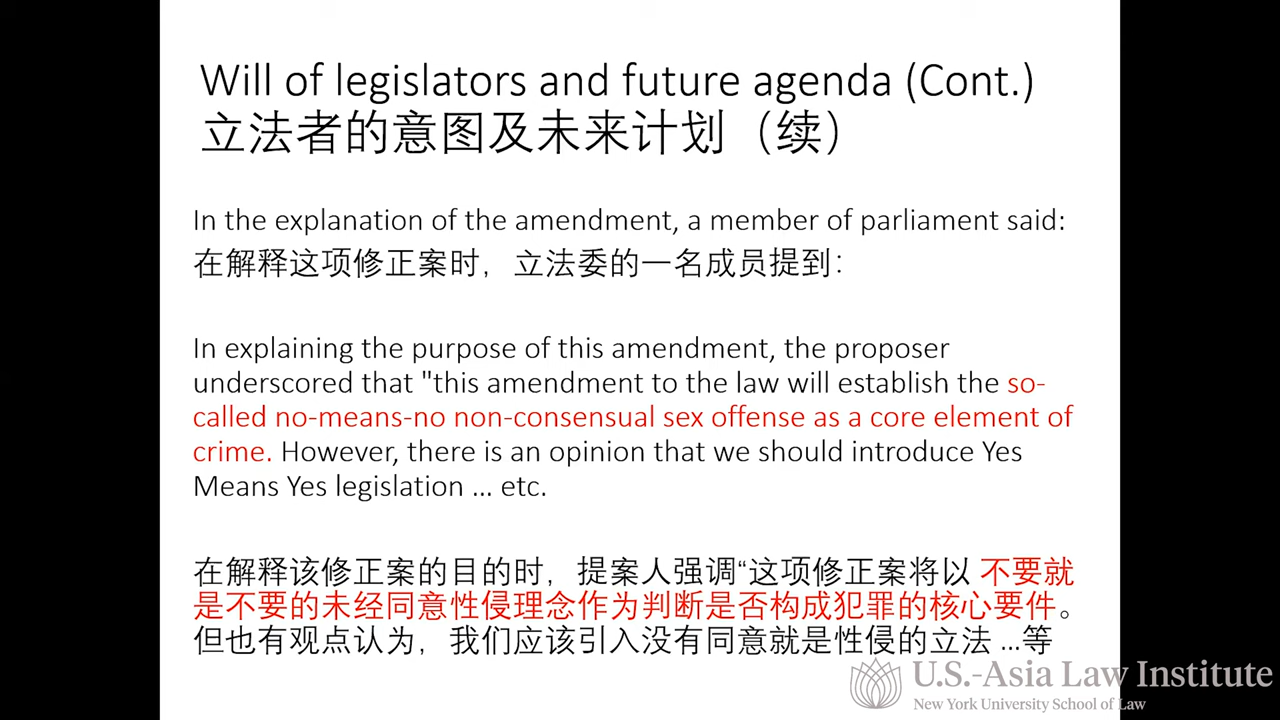 Will of legislators and future agenda (Cont.)
立法者的意图及未来计划（续）
In the explanation of the amendment, a member of parliament said:
在解释这项修正案时，立法委的一名成员提到：
In explaining the purpose of this amendment, the proposer
underscored that "this amendment to the law will establish the so-
called no-means-no non-consensual sex offense as a core element of
crime. However, there is an opinion that we should introduce Yes
Means Yes legislation ... etc.
在解释该修正案的目的时，提案人强调“这项修正案将以 不要就
是不要的未经同意性侵理念作为判断是否构成犯罪的核心要件。
但也有观点认为，我们应该引入没有同意就是性侵的立法 ...等
U.S.-Asia Law Institute
New York University School of Law